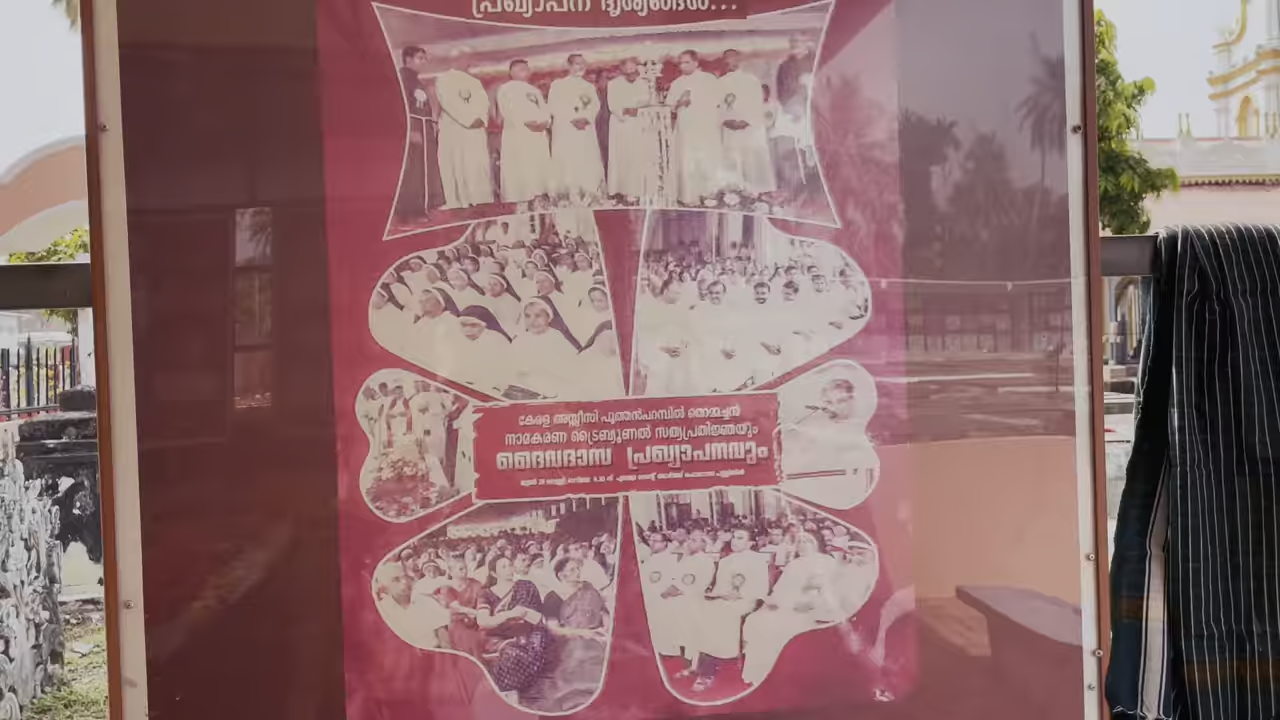 പ്രഖ്യാപന ദൃശ്യങ്ങൾ...
കേരള അസ്സീസി പുത്തൻപറമ്പിൽ തൊമ്മച്ചൻ
നാമകരണ ട്രൈബ്യൂണൽ സത്യപ്രതിജ്ഞയും
ദൈവദാസ പ്രഖ്യാപനവും